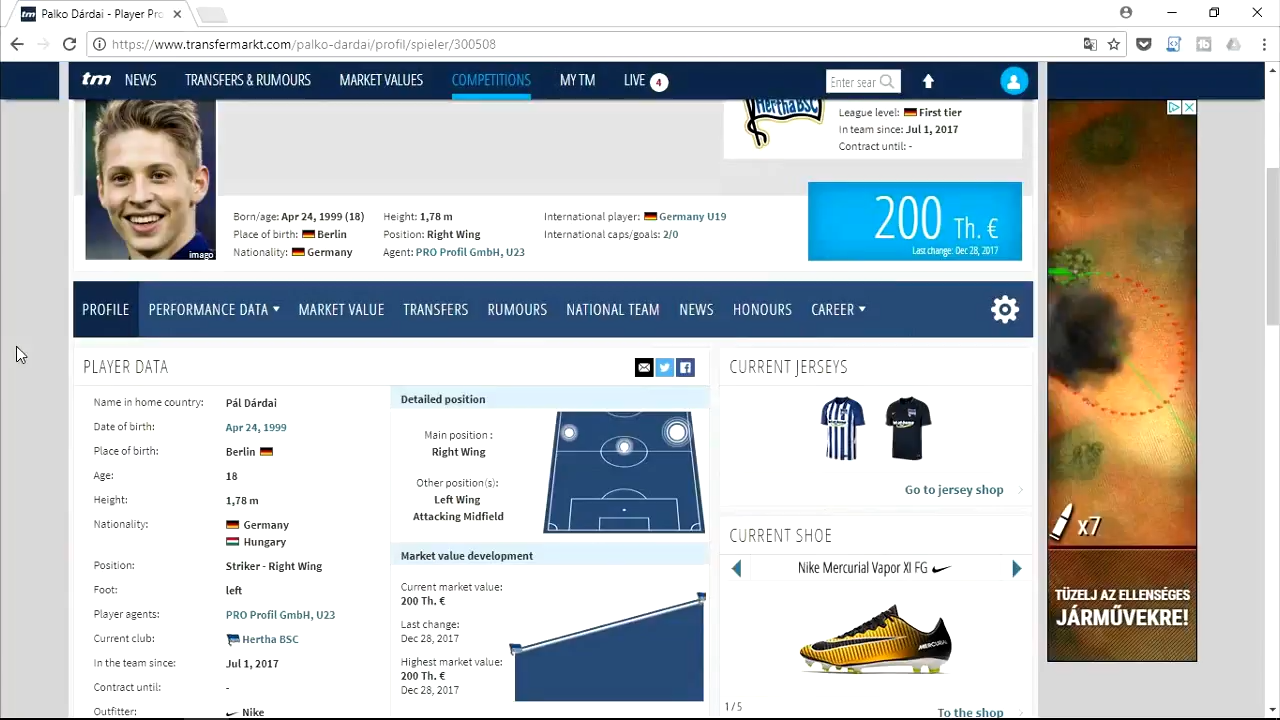 tm Palko Dárdai - Player Pro
https://www.transfermarkt.com/palko-dardai/profil/spieler/300508
tm NEWS TRANSFERS & RUMOURS MARKET VALUES COMPETITIONS MY TM LIVE 4 Enter sear
Hertha BSC
League level: First tier
In team since: Jul 1, 2017
Contract until: -
imago
Born/age: Apr 24, 1999 (18)
Place of birth: Berlin
Nationality: Germany
Height: 1,78 m
Position: Right Wing
Agent: PRO Profil GmbH, U23
International player: Germany U19
International caps/goals: 2/0
200 Th. €
Last change: Dec 28, 2017
PROFILE PERFORMANCE DATA MARKET VALUE TRANSFERS RUMOURS NATIONAL TEAM NEWS HONOURS CAREER
PLAYER DATA
Name in home country: Pál Dárdai
Date of birth: Apr 24, 1999
Place of birth: Berlin
Age: 18
Height: 1,78 m
Nationality: Germany
Hungary
Position: Striker - Right Wing
Foot: left
Player agents: PRO Profil GmbH, U23
Current club: Hertha BSC
In the team since: Jul 1, 2017
Contract until: -
Outfitter: Nike
Detailed position
Main position :
Right Wing
Other position(s):
Left Wing
Attacking Midfield
Market value development
Current market value:
200 Th. €
Last change:
Dec 28, 2017
Highest market value:
200 Th. €
Dec 28, 2017
CURRENT JERSEYS
Go to jersey shop
CURRENT SHOE
Nike Mercurial Vapor XI FG
MERCURIAL
1/5
To the shop
x7
TÜZELJ AZ ELLENSÉGES
JÁRMŰVEKRE!